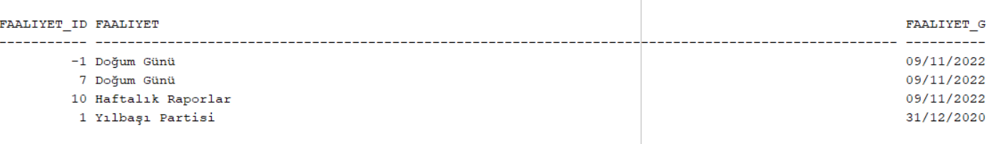 FAALIYET_ID FAALIYET FAALIYET_G
----------- ---------------------------------------------------------------------------------------------------- ----------
-1 Doğum Günü 09/11/2022
7 Doğum Günü 09/11/2022
10 Haftalık Raporlar 09/11/2022
1 Yılbaşı Partisi 31/12/2020